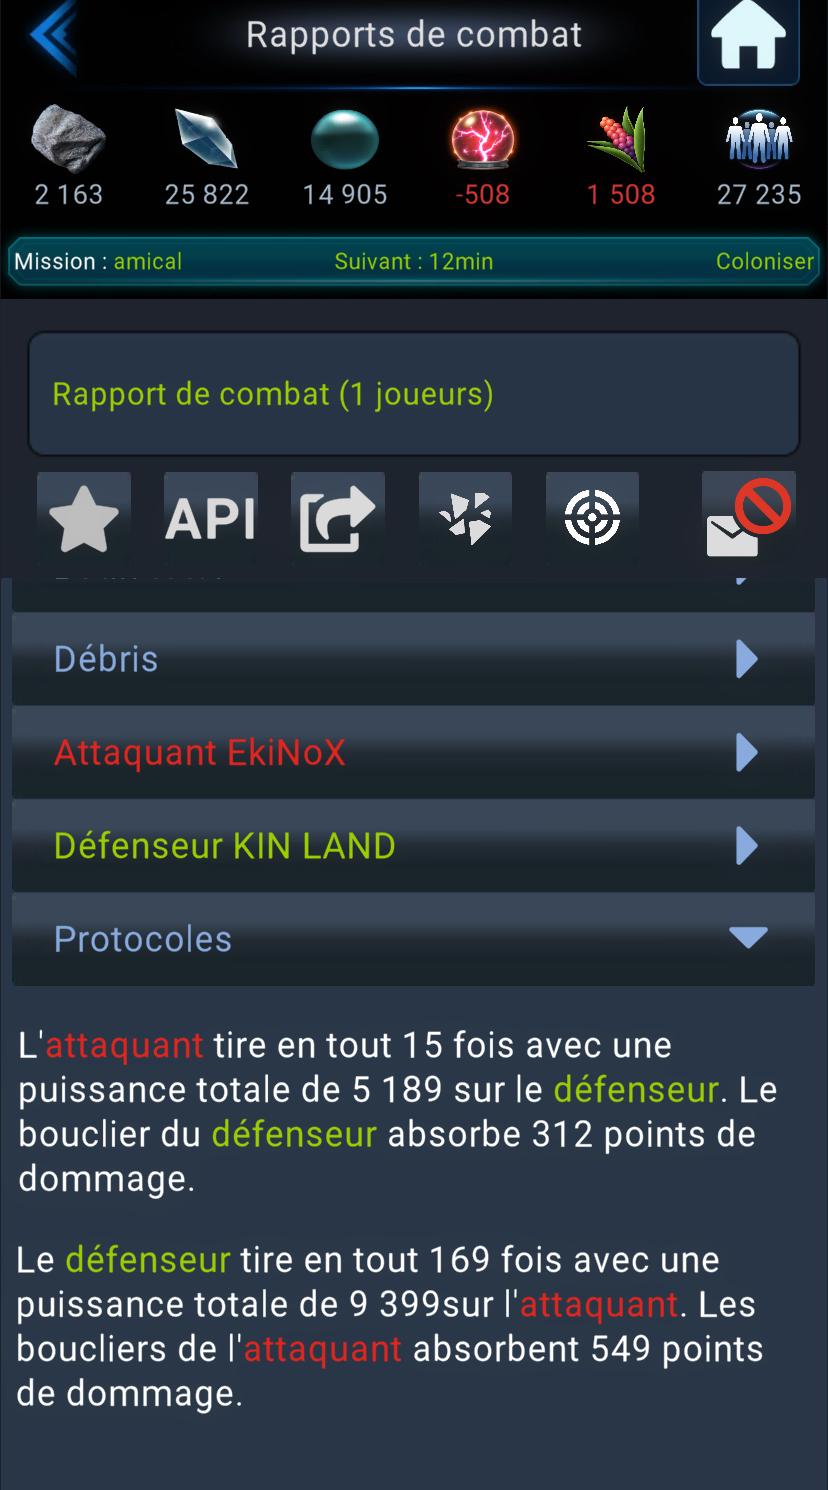 Rapports de combat
2 163 25 822 14 905 -508 1 508 27 235
Mission : amical Suivant : 12min Coloniser
Rapport de combat (1 joueurs)
API
Débris
Attaquant EkiNoX
Défenseur KIN LAND
Protocoles
L'attaquant tire en tout 15 fois avec une
puissance totale de 5 189 sur le défenseur. Le
bouclier du défenseur absorbe 312 points de
dommage.
Le défenseur tire en tout 169 fois avec une
puissance totale de 9 399sur l'attaquant. Les
boucliers de l'attaquant absorbent 549 points
de dommage.